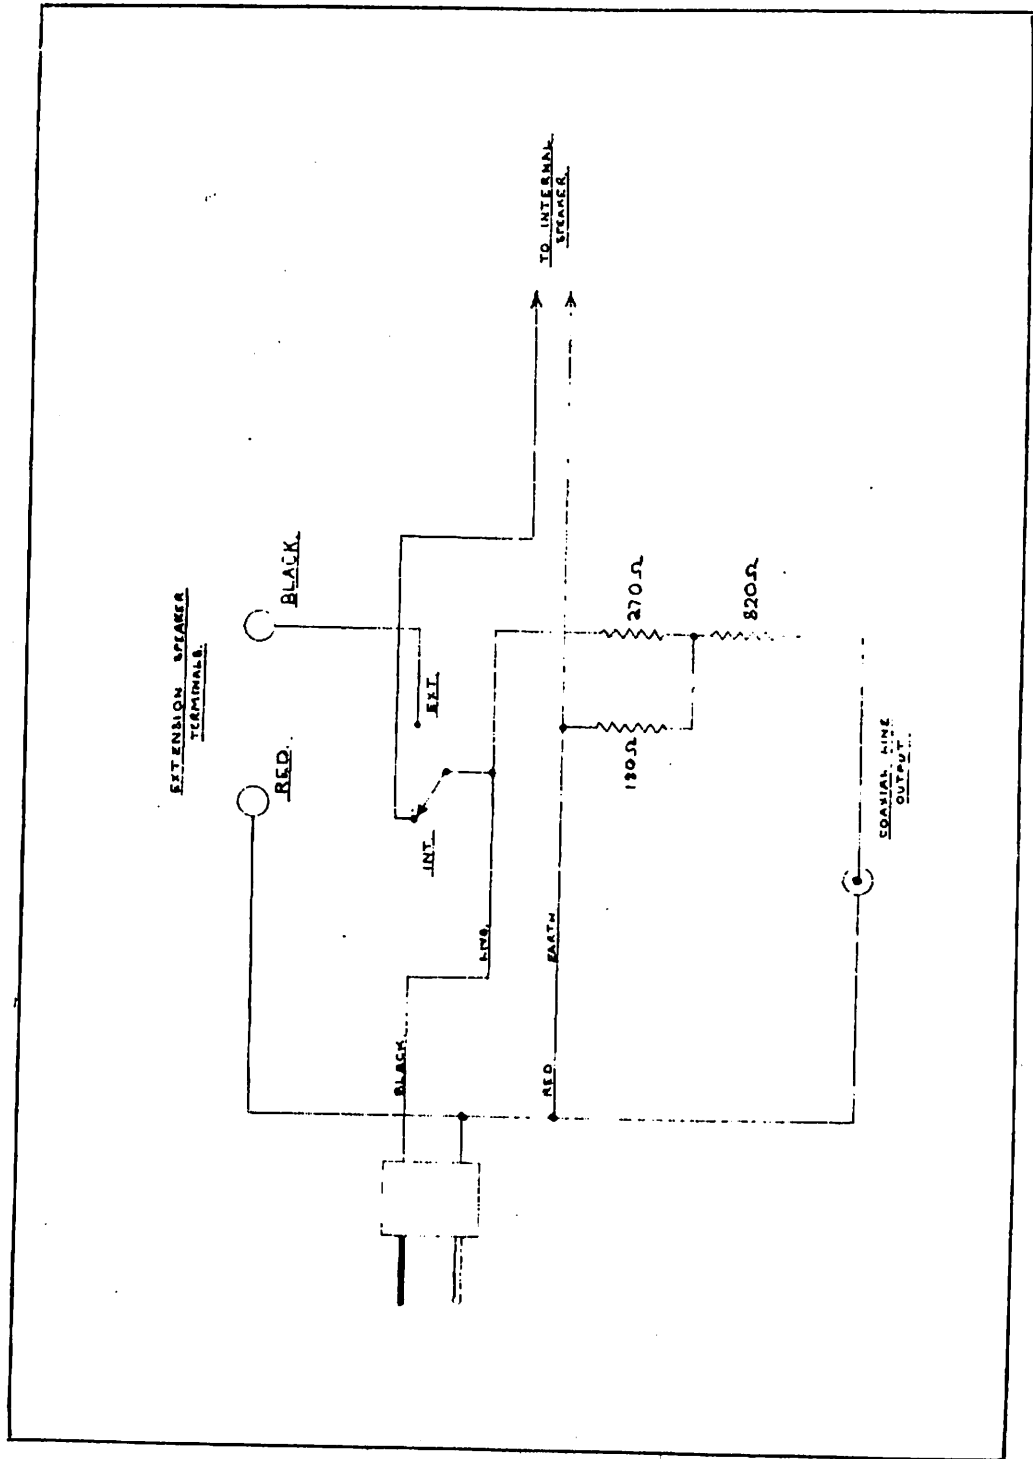 EXTENSION SPEAKER
TERMINALS.
RED.
BLACK.
INT.
EXT.
TO INTERNAL
SPEAKER.
BLACK
LINE.
RED
EARTH
180Ω
270Ω
820Ω
COAXIAL LINE
OUTPUT